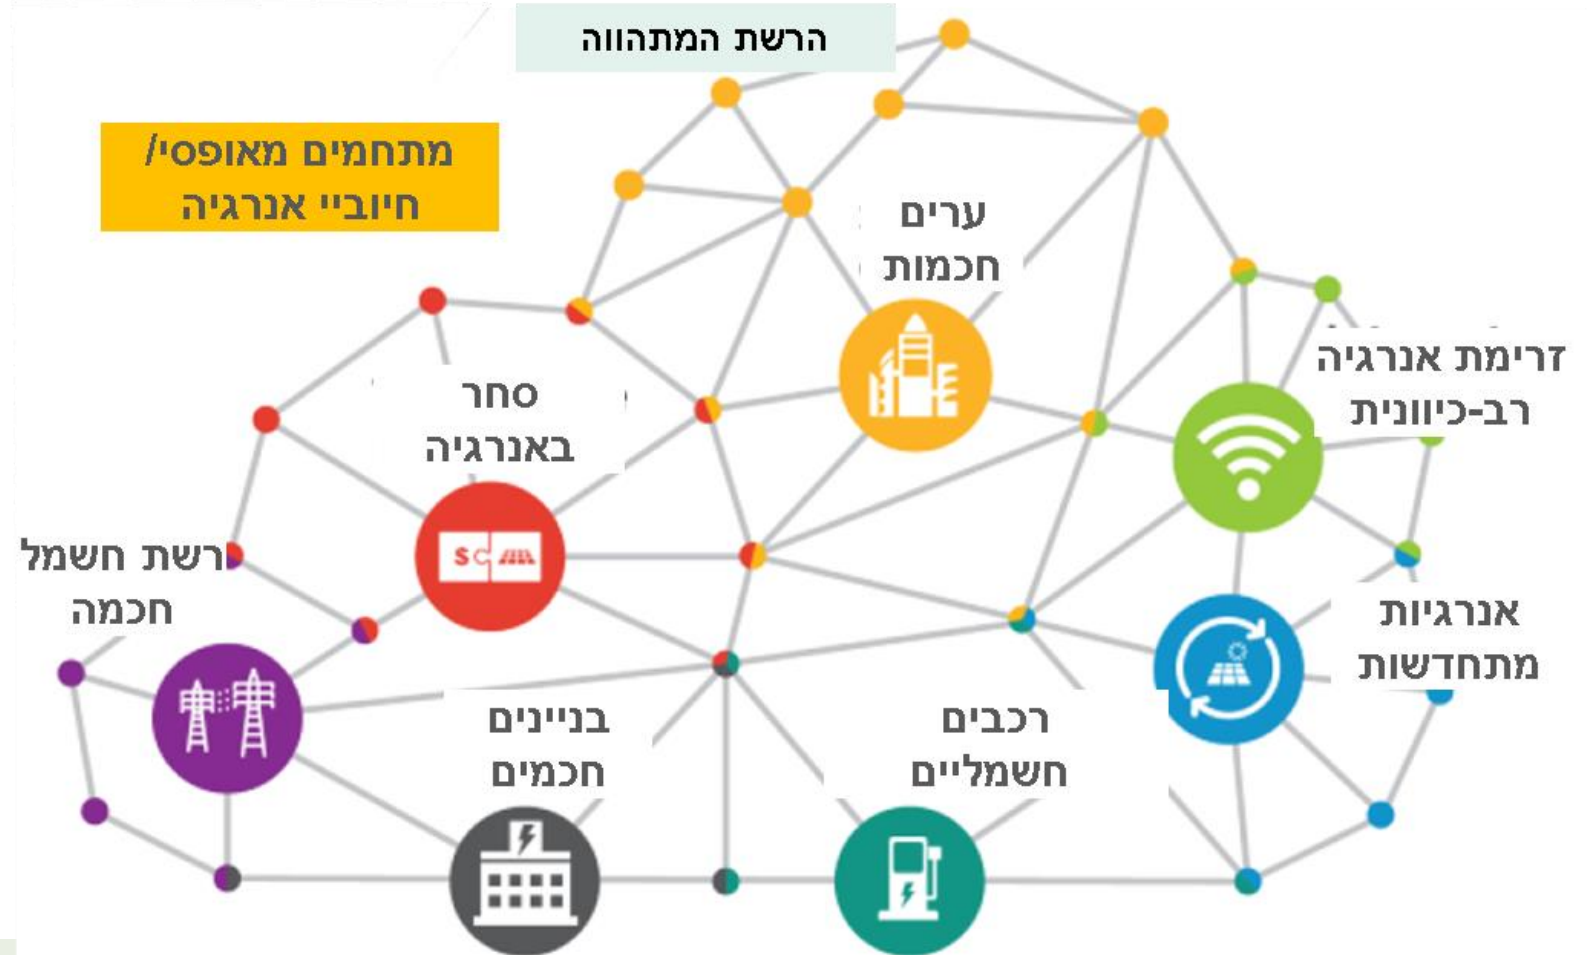 הרשת המתהווה
מתחמים מאופסי/
חיוביי אנרגיה
ערים
חכמות
זרימת אנרגיה
רב-כיוונית
סחר
באנרגיה
$
רשת חשמל
חכמה
אנרגיות
מתחדשות
רכבים
חשמליים
בניינים
חכמים